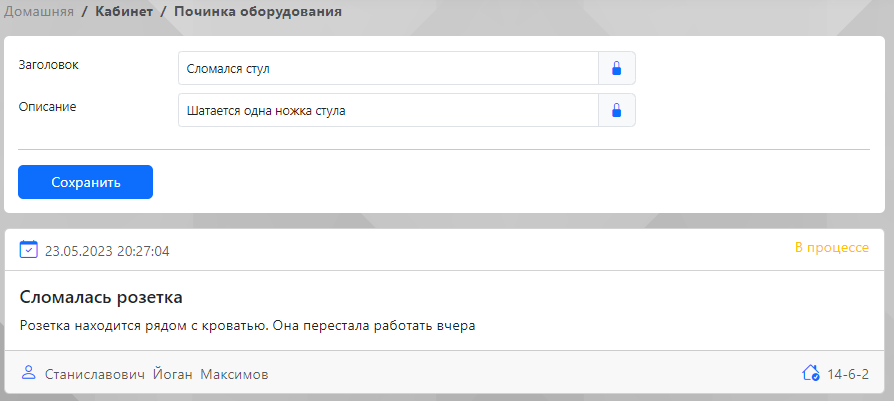 Домашняя / Кабинет / Починка оборудования
Заголовок Сломался стул
Описание Шатается одна ножка стула
Сохранить
23.05.2023 20:27:04 В процессе
Сломалась розетка
Розетка находится рядом с кроватью. Она перестала работать вчера
Станиславович Йоган Максимов 14-6-2